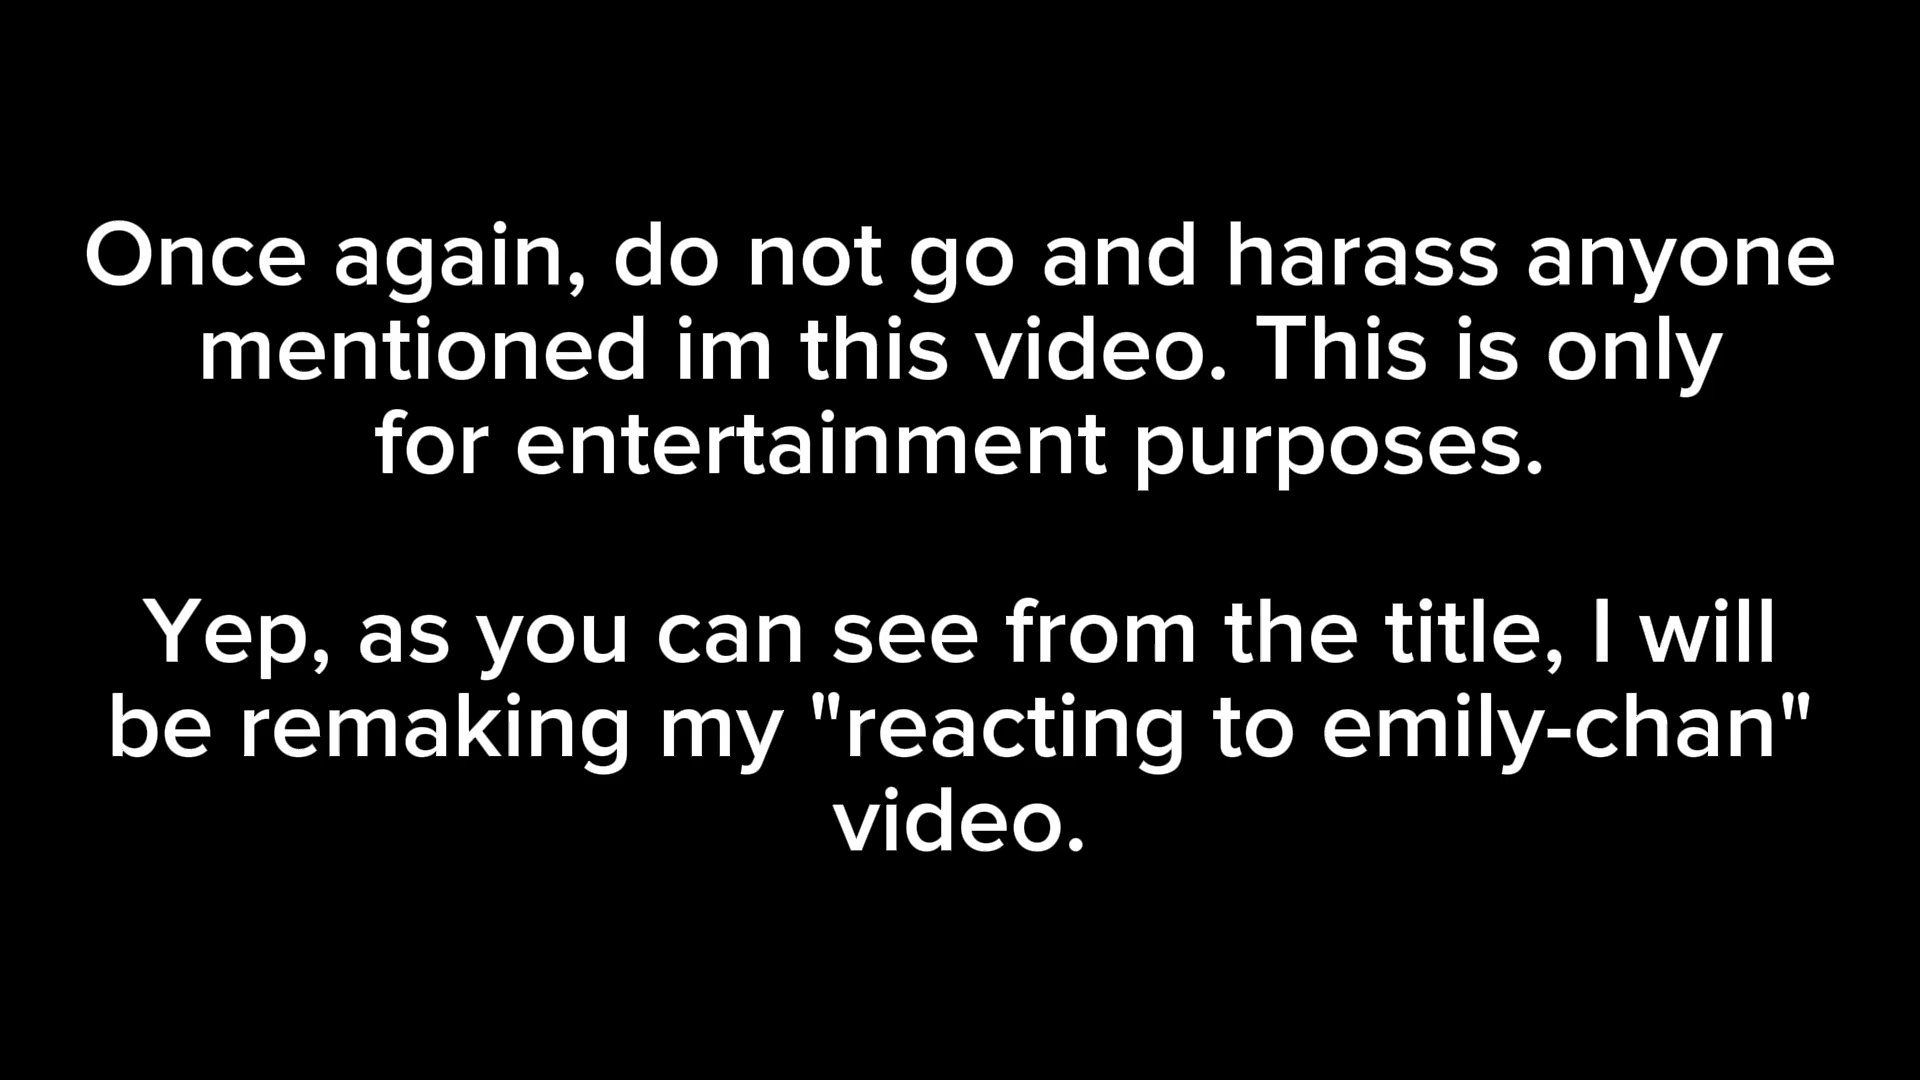 Once again, do not go and harass anyone
mentioned im this video. This is only
for entertainment purposes.
Yep, as you can see from the title, I will
be remaking my "reacting to emily-chan"
video.